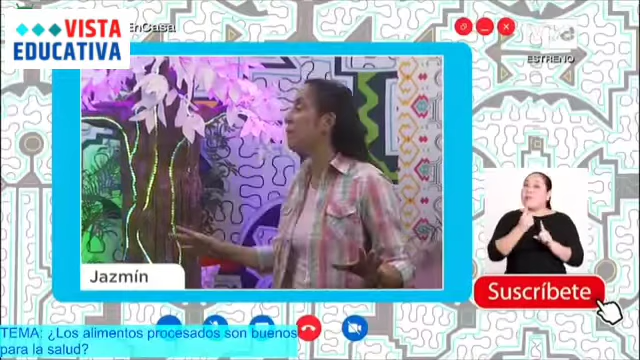 VISTA
EDUCATIVA
EnCasa
ESTRENO
Jazmín
Suscríbete
TEMA: ¿Los alimentos procesados son buenos
para la salud?